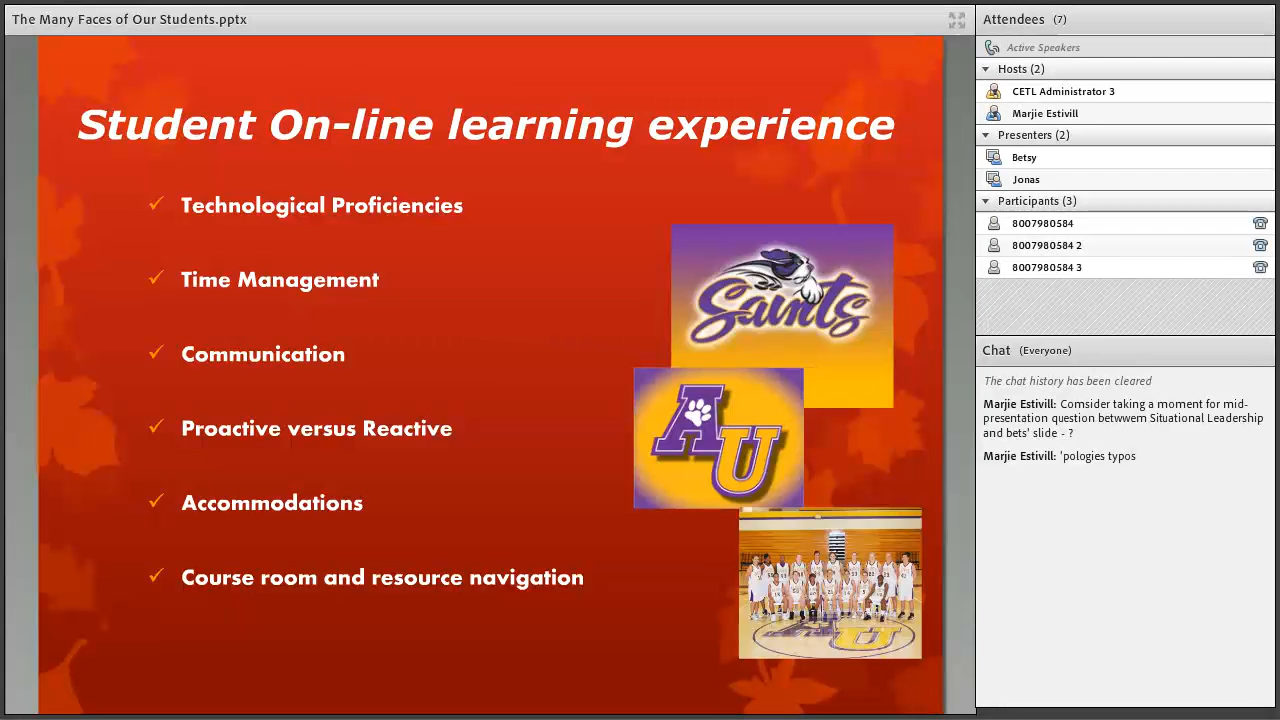 The Many Faces of Our Students.pptx
Student On-line learning experience
✓ Technological Proficiencies
✓ Time Management
✓ Communication
✓ Proactive versus Reactive
✓ Accommodations
✓ Course room and resource navigation
Saints
AU
AU
Attendees (7)
Active Speakers
Hosts (2)
CETL Administrator 3
Marjie Estivill
Presenters (2)
Betsy
Jonas
Participants (3)
8007980584
8007980584 2
8007980584 3
Chat (Everyone)
The chat history has been cleared
Marjie Estivill: Comsider taking a moment for mid-
presentation question betwwem Situational Leadership
and bets' slide - ?
Marjie Estivill: 'pologies typos